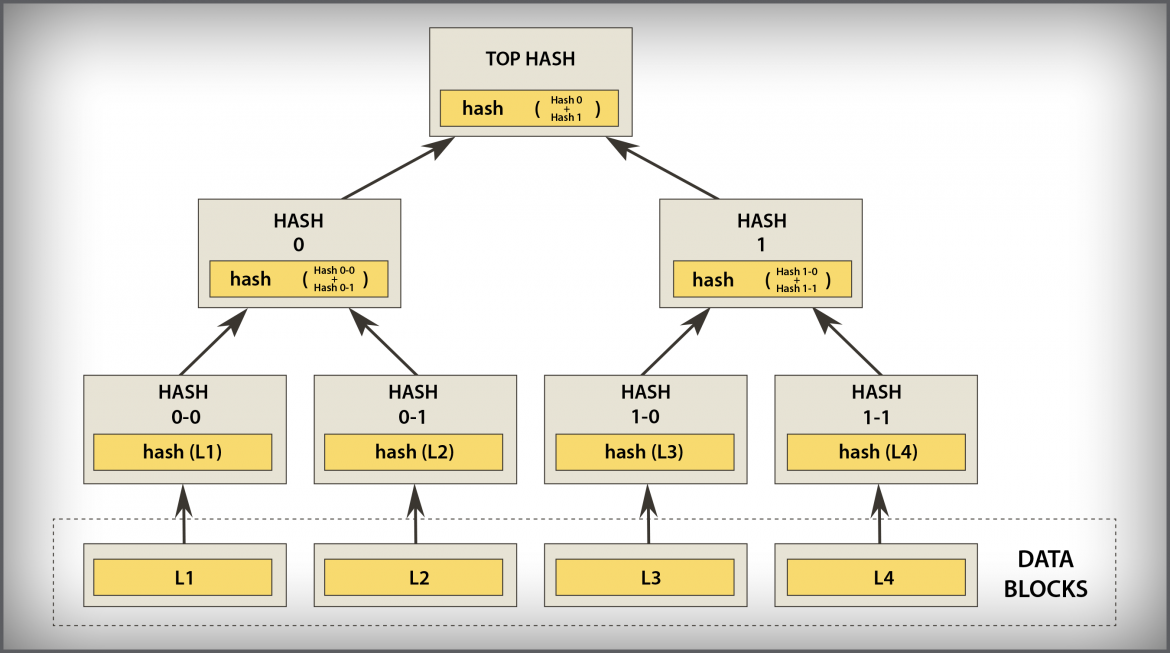 TOP HASH
hash ( Hash 0 + Hash 1 )
HASH
0
hash ( Hash 0-0 + Hash 0-1 )
HASH
1
hash ( Hash 1-0 + Hash 1-1 )
HASH
0-0
hash (L1)
HASH
0-1
hash (L2)
HASH
1-0
hash (L3)
HASH
1-1
hash (L4)
L1
L2
L3
L4
DATA
BLOCKS